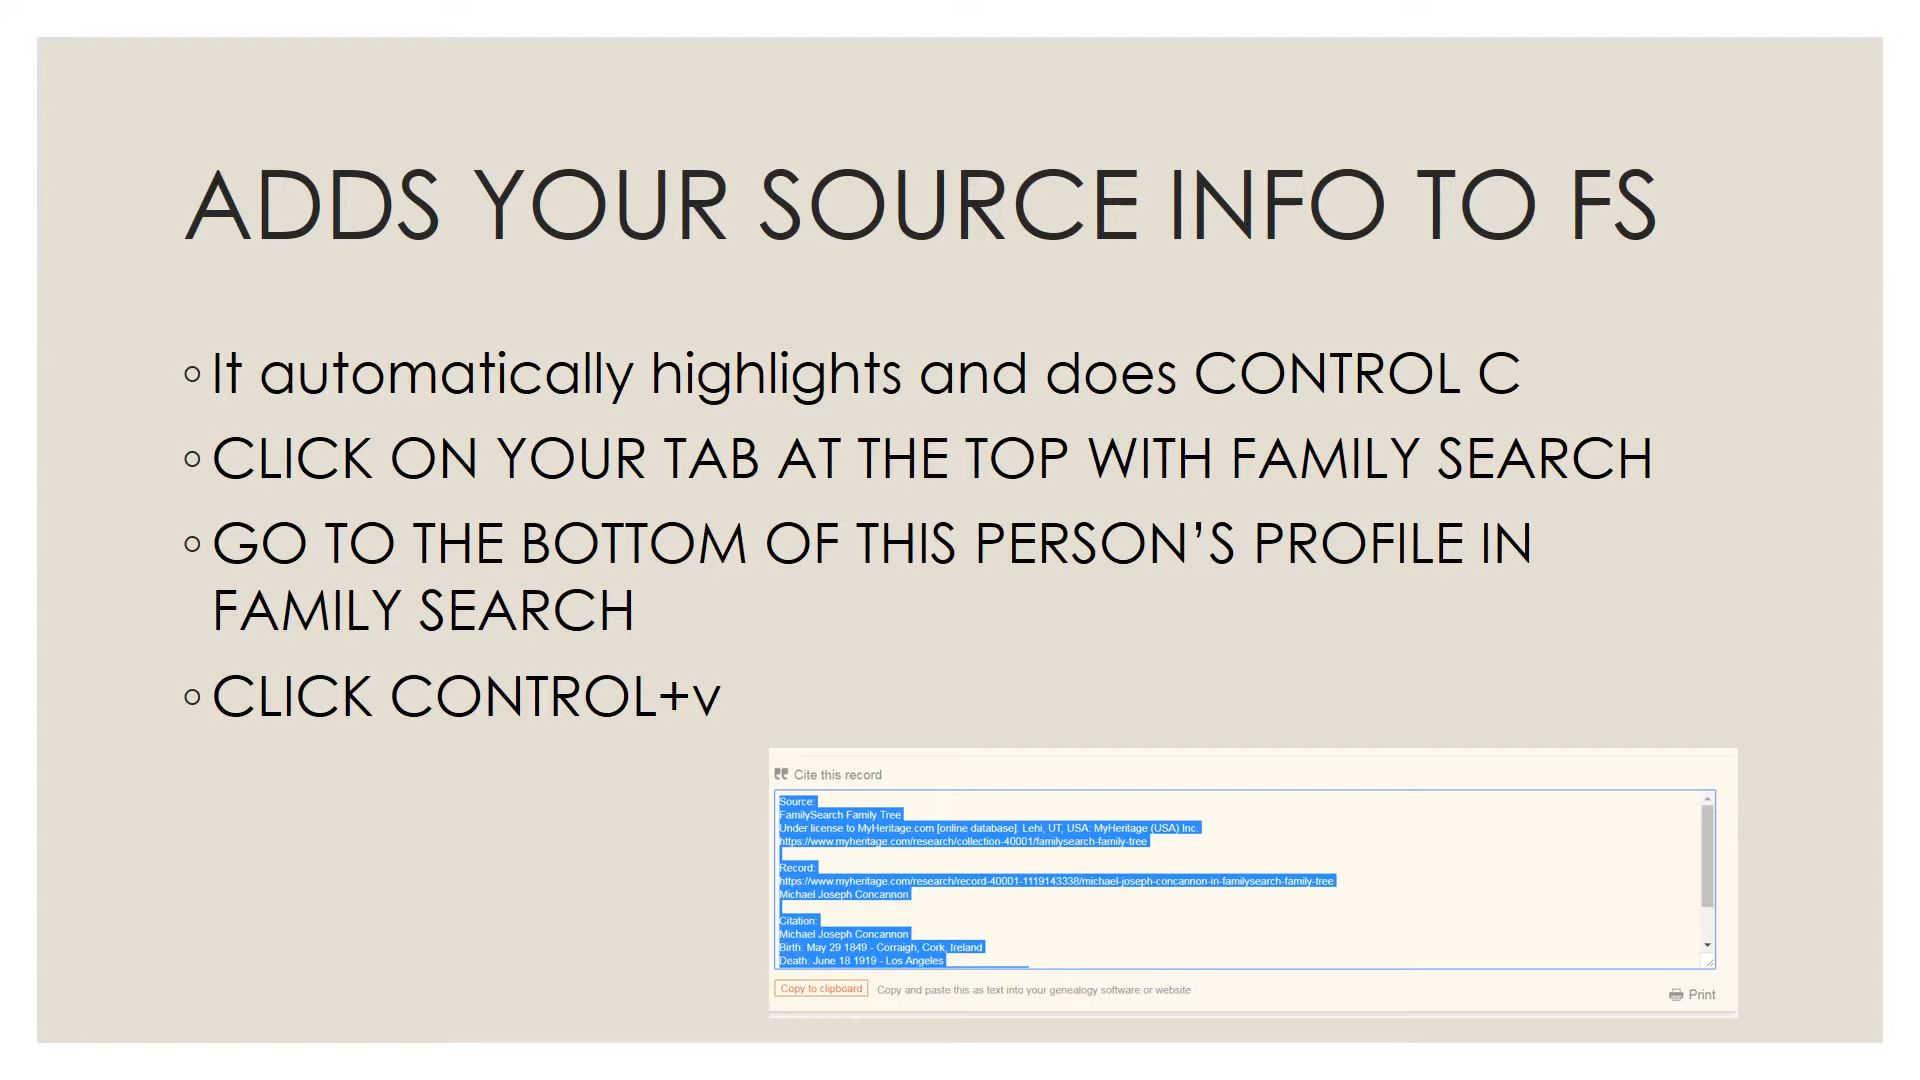 ADDS YOUR SOURCE INFO TO FS
◦ It automatically highlights and does CONTROL C
◦ CLICK ON YOUR TAB AT THE TOP WITH FAMILY SEARCH
◦ GO TO THE BOTTOM OF THIS PERSON’S PROFILE IN
FAMILY SEARCH
◦ CLICK CONTROL+v
Cite this record
Source:
FamilySearch Family Tree
Under license to MyHeritage.com [online database]. Lehi, UT, USA: MyHeritage (USA) Inc.
https://www.myheritage.com/research/collection-40001/familysearch-family-tree
Record:
https://www.myheritage.com/research/record-40001-1119143338/michael-joseph-concannon-in-familysearch-family-tree
Michael Joseph Concannon
Citation:
Michael Joseph Concannon
Birth: May 29 1849 - Corraigh, Cork, Ireland
Death: June 18 1919 - Los Angeles
Copy to clipboard
Copy and paste this as text into your genealogy software or website
Print